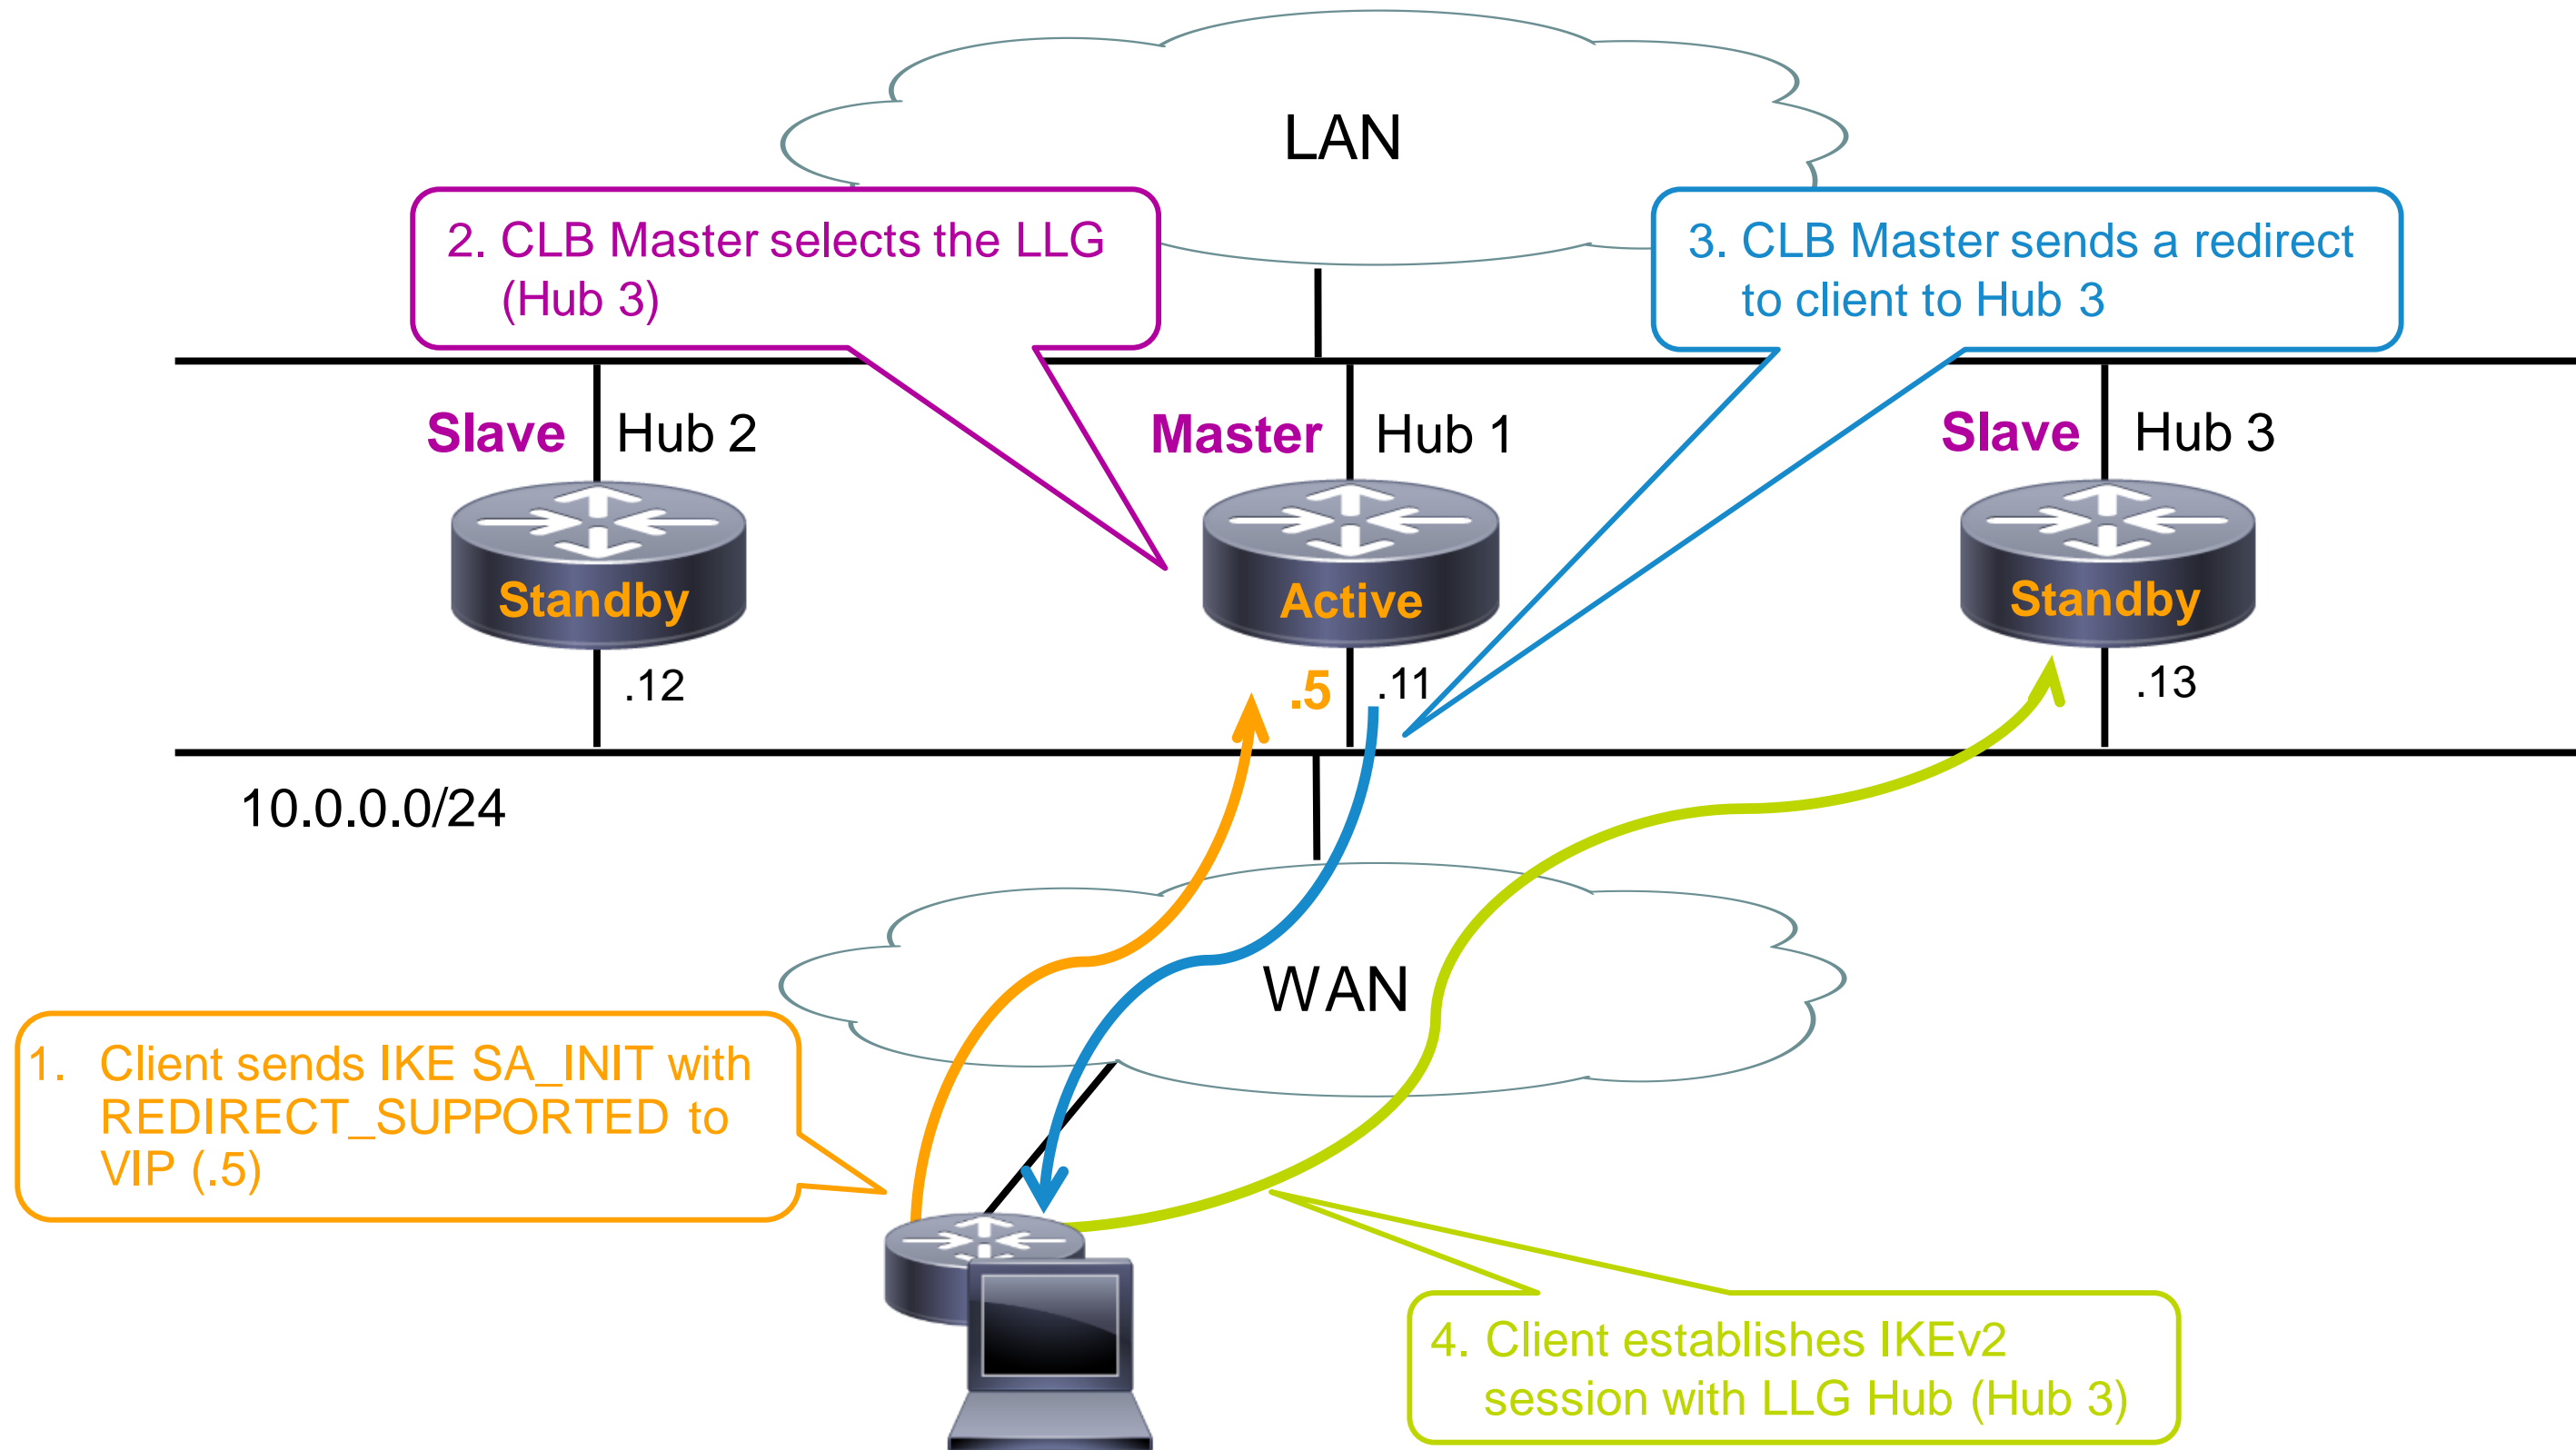 LAN
2. CLB Master selects the LLG
(Hub 3)
3. CLB Master sends a redirect
to client to Hub 3
Slave Hub 2
Master Hub 1
Slave Hub 3
Standby
Active
Standby
.12
.5 .11
.13
10.0.0.0/24
WAN
1. Client sends IKE SA_INIT with
REDIRECT_SUPPORTED to
VIP (.5)
4. Client establishes IKEv2
session with LLG Hub (Hub 3)